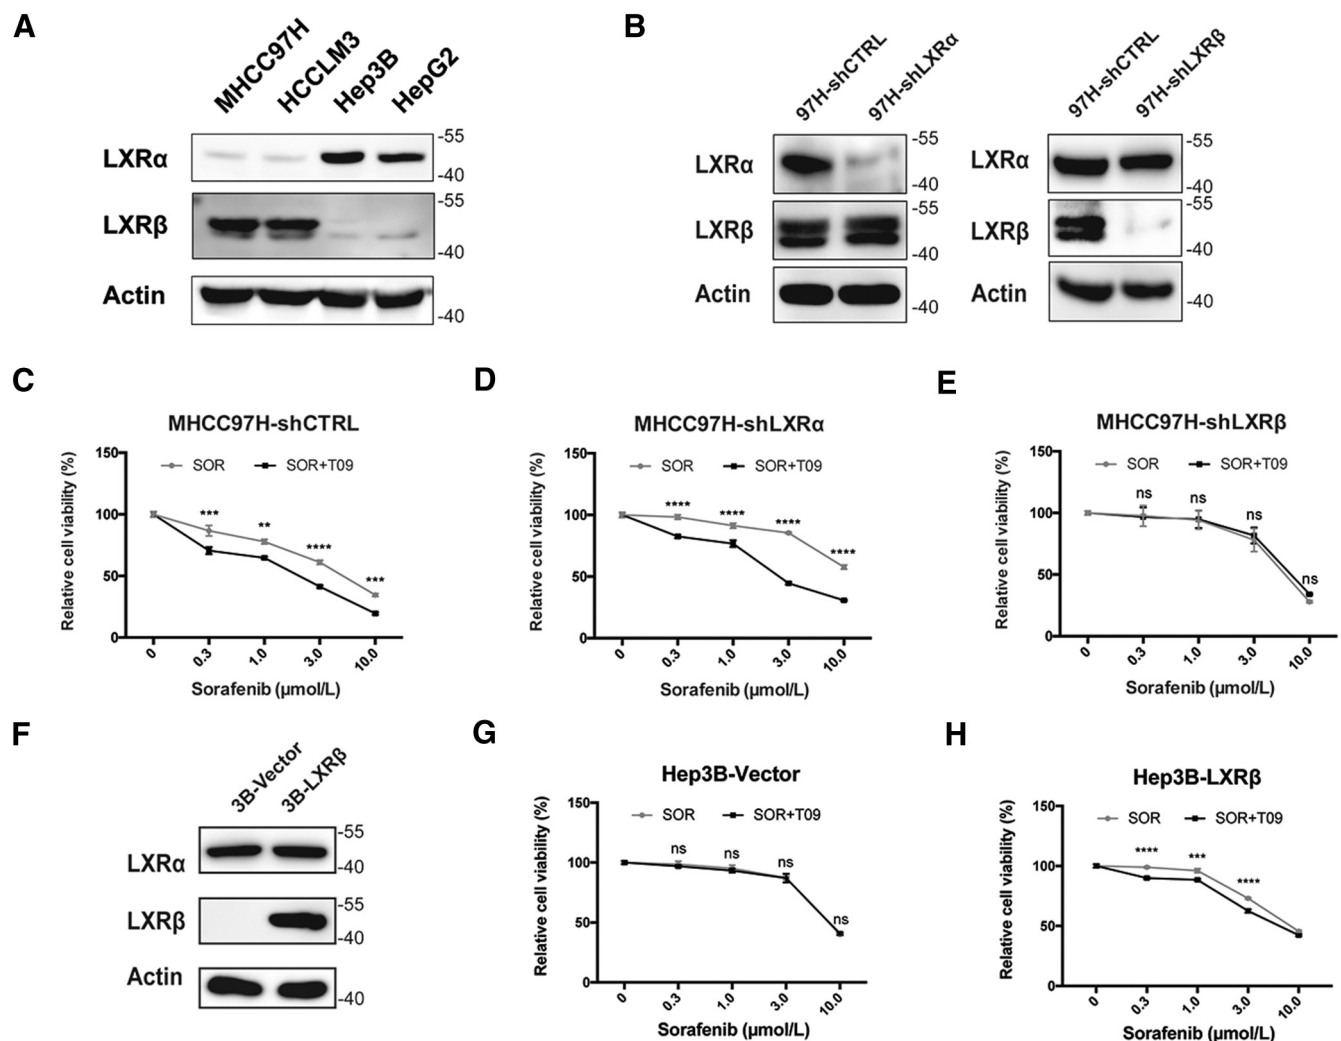 A
MHCC97H
HCCLM3
Hep3B
HepG2
LXRα
-55
-40
LXRβ
-55
-40
Actin
-40
B
97H-shCTRL
97H-shLXRα
LXRα
-55
-40
LXRβ
-55
-40
Actin
-40
97H-shCTRL
97H-shLXRβ
LXRα
-55
-40
LXRβ
-55
-40
Actin
-40
C
MHCC97H-shCTRL
SOR
SOR+T09
Relative cell viability (%)
150
100
50
0
***
**
****
***
0
0.3
1.0
3.0
10.0
Sorafenib (μmol/L)
D
MHCC97H-shLXRα
SOR
SOR+T09
Relative cell viability (%)
150
100
50
0
****
****
****
****
0
0.3
1.0
3.0
10.0
Sorafenib (μmol/L)
E
MHCC97H-shLXRβ
SOR
SOR+T09
Relative cell viability (%)
150
100
50
0
ns
ns
ns
ns
0
0.3
1.0
3.0
10.0
Sorafenib (μmol/L)
F
3B-Vector
3B-LXRβ
LXRα
-55
-40
LXRβ
-55
-40
Actin
-40
G
Hep3B-Vector
SOR
SOR+T09
Relative cell viability (%)
150
100
50
0
ns
ns
ns
ns
0
0.3
1.0
3.0
10.0
Sorafenib (μmol/L)
H
Hep3B-LXRβ
SOR
SOR+T09
Relative cell viability (%)
150
100
50
0
****
***
****
0
0.3
1.0
3.0
10.0
Sorafenib (μmol/L)